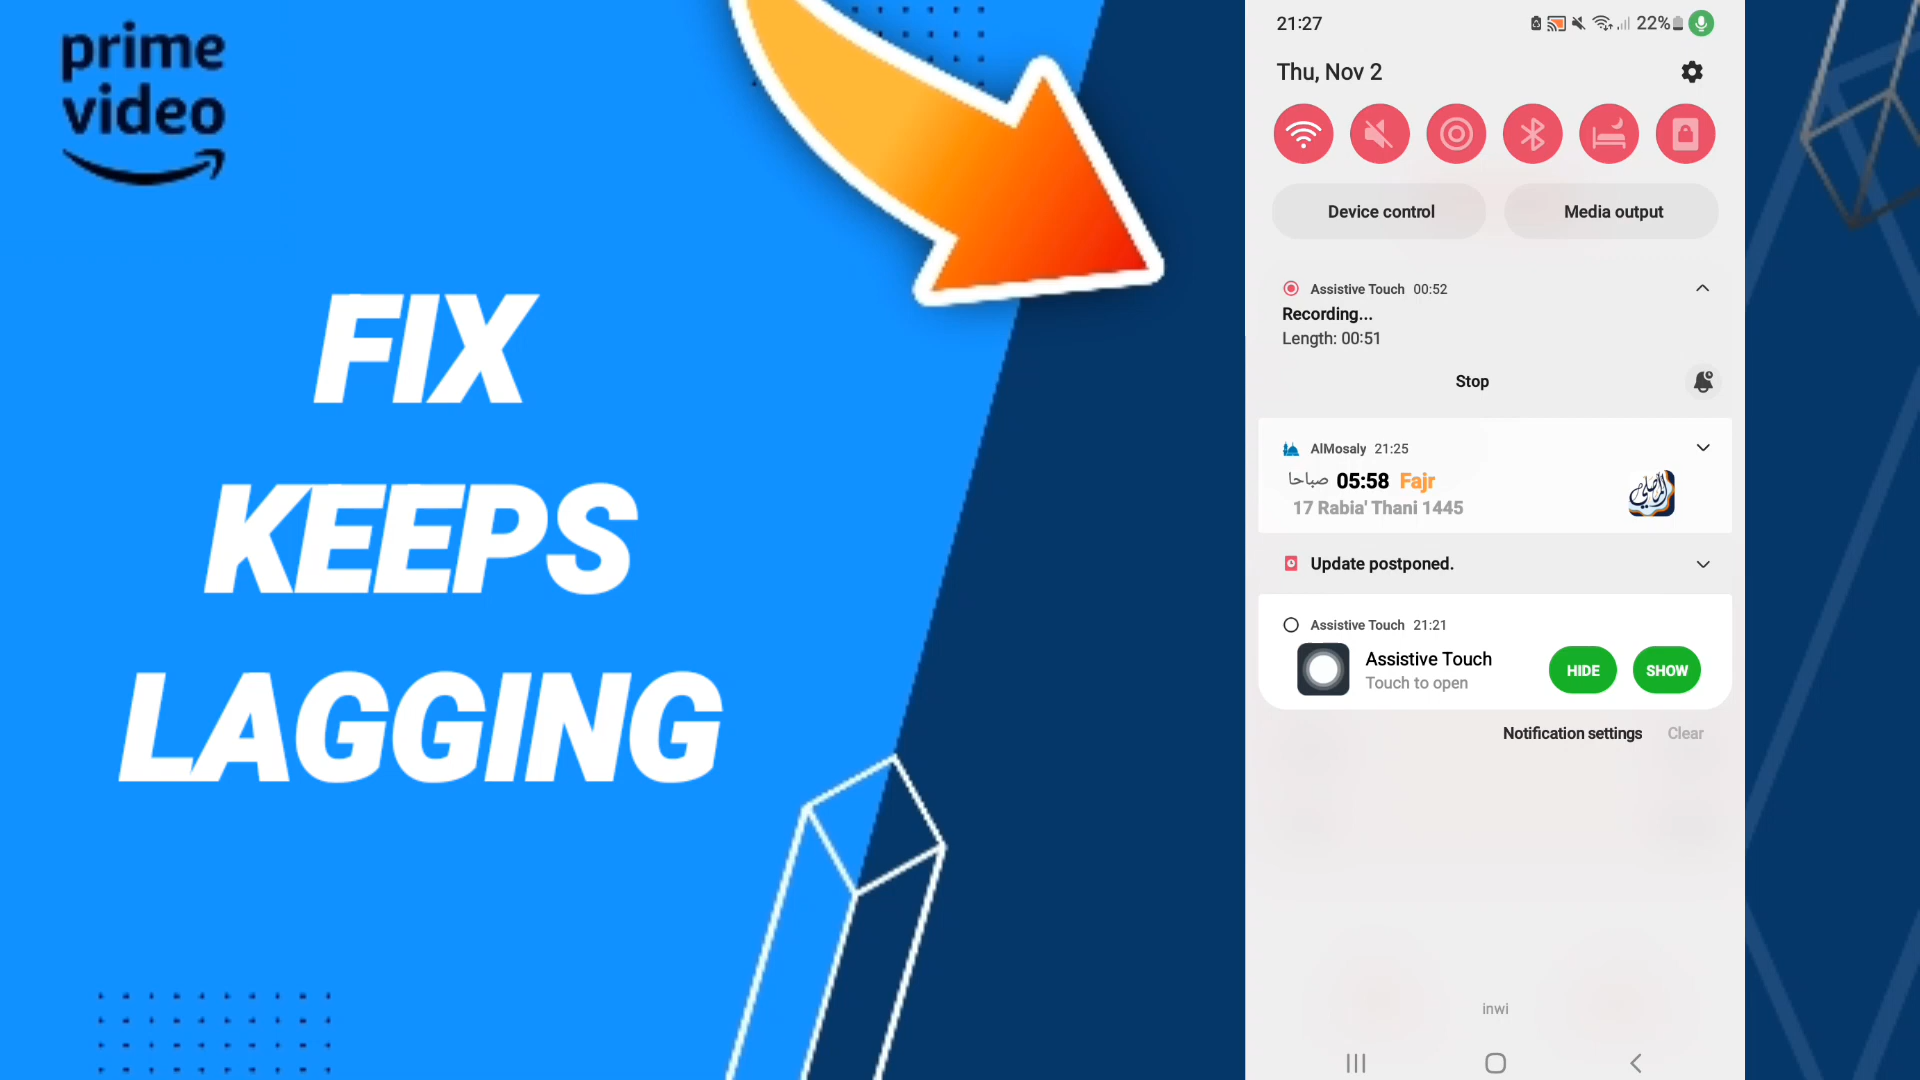 prime
video
FIX
KEEPS
LAGGING
21:27
22%
Thu, Nov 2
Device control
Media output
Assistive Touch 00:52
Recording...
Length: 00:51
Stop
AlMosaly 21:25
صباحا 05:58 Fajr
17 Rabia' Thani 1445
المصلي
Update postponed.
Assistive Touch 21:21
Assistive Touch
Touch to open
HIDE
SHOW
Notification settings
Clear
inwi